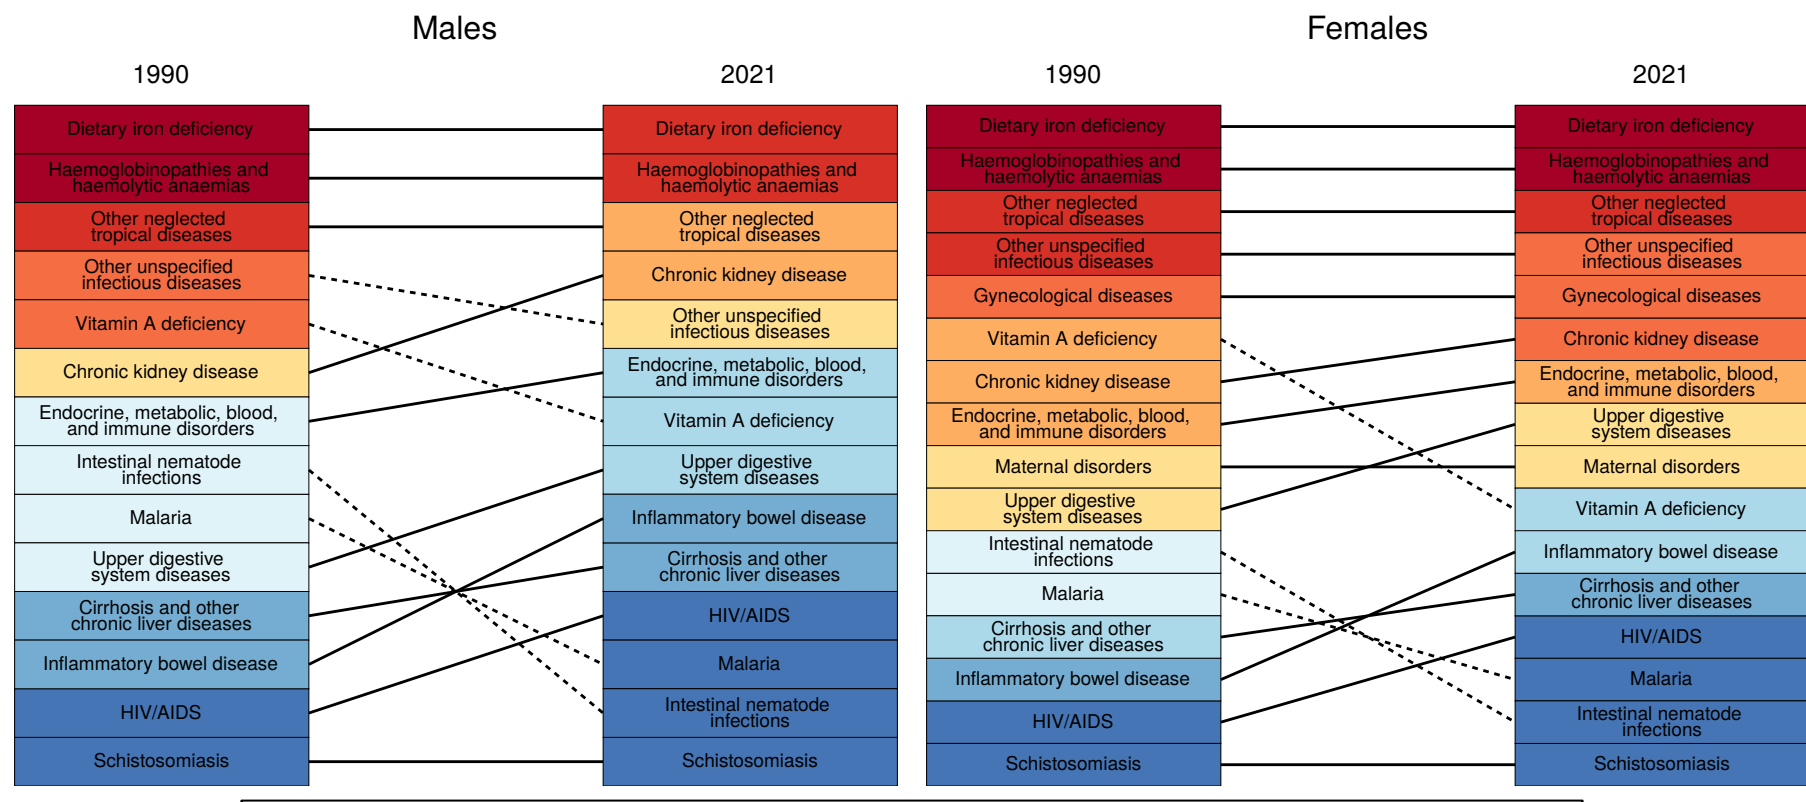 Males
1990
2021
Dietary iron deficiency
Haemoglobinopathies and
haemolytic anaemias
Other neglected
tropical diseases
Other unspecified
infectious diseases
Vitamin A deficiency
Chronic kidney disease
Endocrine, metabolic, blood,
and immune disorders
Intestinal nematode
infections
Malaria
Upper digestive
system diseases
Cirrhosis and other
chronic liver diseases
Inflammatory bowel disease
HIV/AIDS
Schistosomiasis
Dietary iron deficiency
Haemoglobinopathies and
haemolytic anaemias
Other neglected
tropical diseases
Chronic kidney disease
Other unspecified
infectious diseases
Endocrine, metabolic, blood,
and immune disorders
Vitamin A deficiency
Upper digestive
system diseases
Inflammatory bowel disease
Cirrhosis and other
chronic liver diseases
HIV/AIDS
Malaria
Intestinal nematode
infections
Schistosomiasis
Females
1990
2021
Dietary iron deficiency
Haemoglobinopathies and
haemolytic anaemias
Other neglected
tropical diseases
Other unspecified
infectious diseases
Gynecological diseases
Vitamin A deficiency
Chronic kidney disease
Endocrine, metabolic, blood,
and immune disorders
Maternal disorders
Upper digestive
system diseases
Intestinal nematode
infections
Malaria
Cirrhosis and other
chronic liver diseases
Inflammatory bowel disease
HIV/AIDS
Schistosomiasis
Dietary iron deficiency
Haemoglobinopathies and
haemolytic anaemias
Other neglected
tropical diseases
Other unspecified
infectious diseases
Gynecological diseases
Chronic kidney disease
Endocrine, metabolic, blood,
and immune disorders
Upper digestive
system diseases
Maternal disorders
Vitamin A deficiency
Inflammatory bowel disease
Cirrhosis and other
chronic liver diseases
HIV/AIDS
Malaria
Intestinal nematode
infections
Schistosomiasis